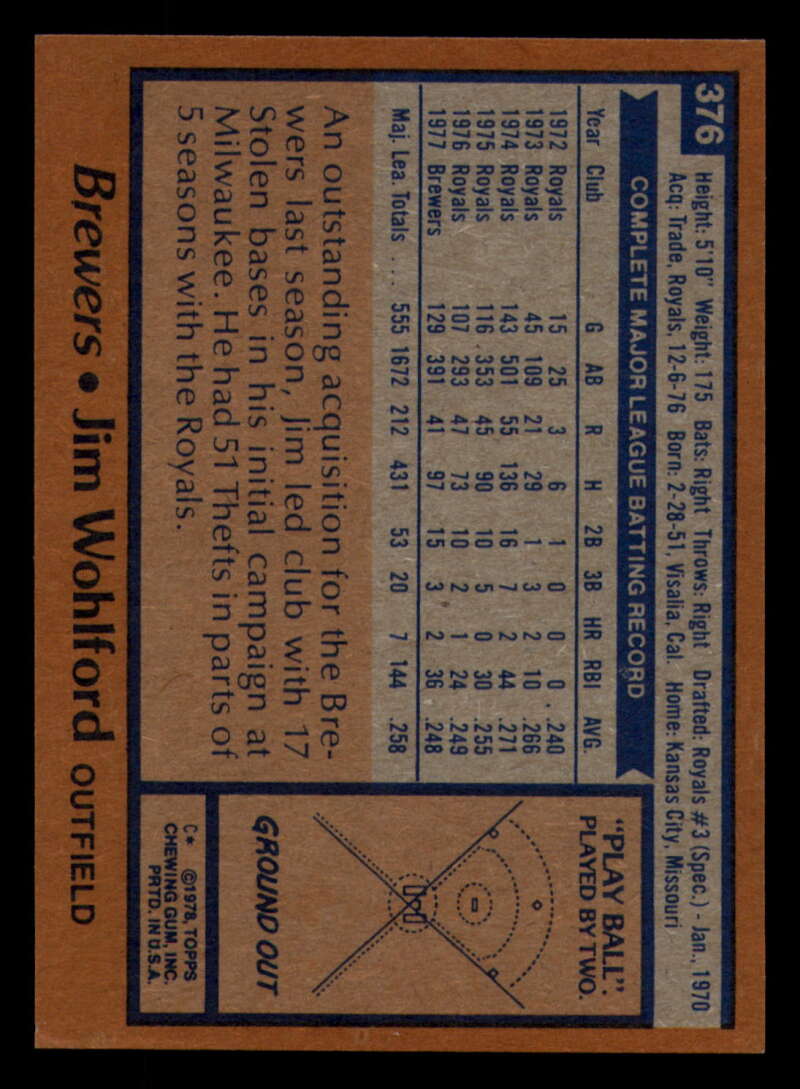 376
Height: 5'10" Weight: 175 Bats: Right Throws: Right Drafted: Royals #3 (Spec.) - Jan., 1970
Acq: Trade, Royals, 12-6-76 Born: 2-28-51, Visalia, Cal. Home: Kansas City, Missouri
COMPLETE MAJOR LEAGUE BATTING RECORD
Year Club G AB R H 2B 3B HR RBI AVG.
1972 Royals 15 25 3 6 1 0 0 0 .240
1973 Royals 45 109 21 29 1 3 2 10 .266
1974 Royals 143 501 55 136 16 7 2 44 .271
1975 Royals 116 353 45 90 10 5 0 30 .255
1976 Royals 107 293 47 73 10 2 1 24 .249
1977 Brewers 129 391 41 97 15 3 2 36 .248
Maj. Lea. Totals ... 555 1672 212 431 53 20 7 144 .258
An outstanding acquisition for the Bre-
wers last season, Jim led club with 17
Stolen bases in his initial campaign at
Milwaukee. He had 51 Thefts in parts of
5 seasons with the Royals.
"PLAY BALL":
PLAYED BY TWO.
GROUND OUT
C* ©1978, TOPPS
CHEWING GUM, INC.
PRTD. IN U.S.A.
Brewers • Jim Wohlford OUTFIELD